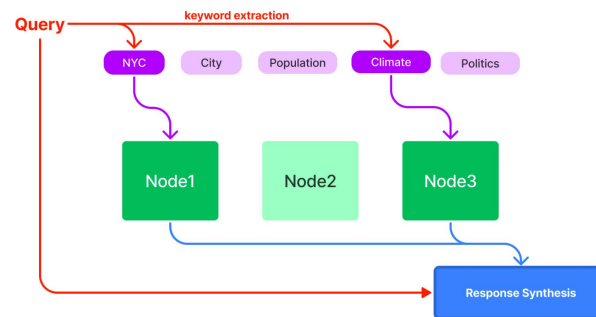 keyword extraction
Query
NYC
City
Population
Climate
Politics
Node1
Node2
Node3
Response Synthesis